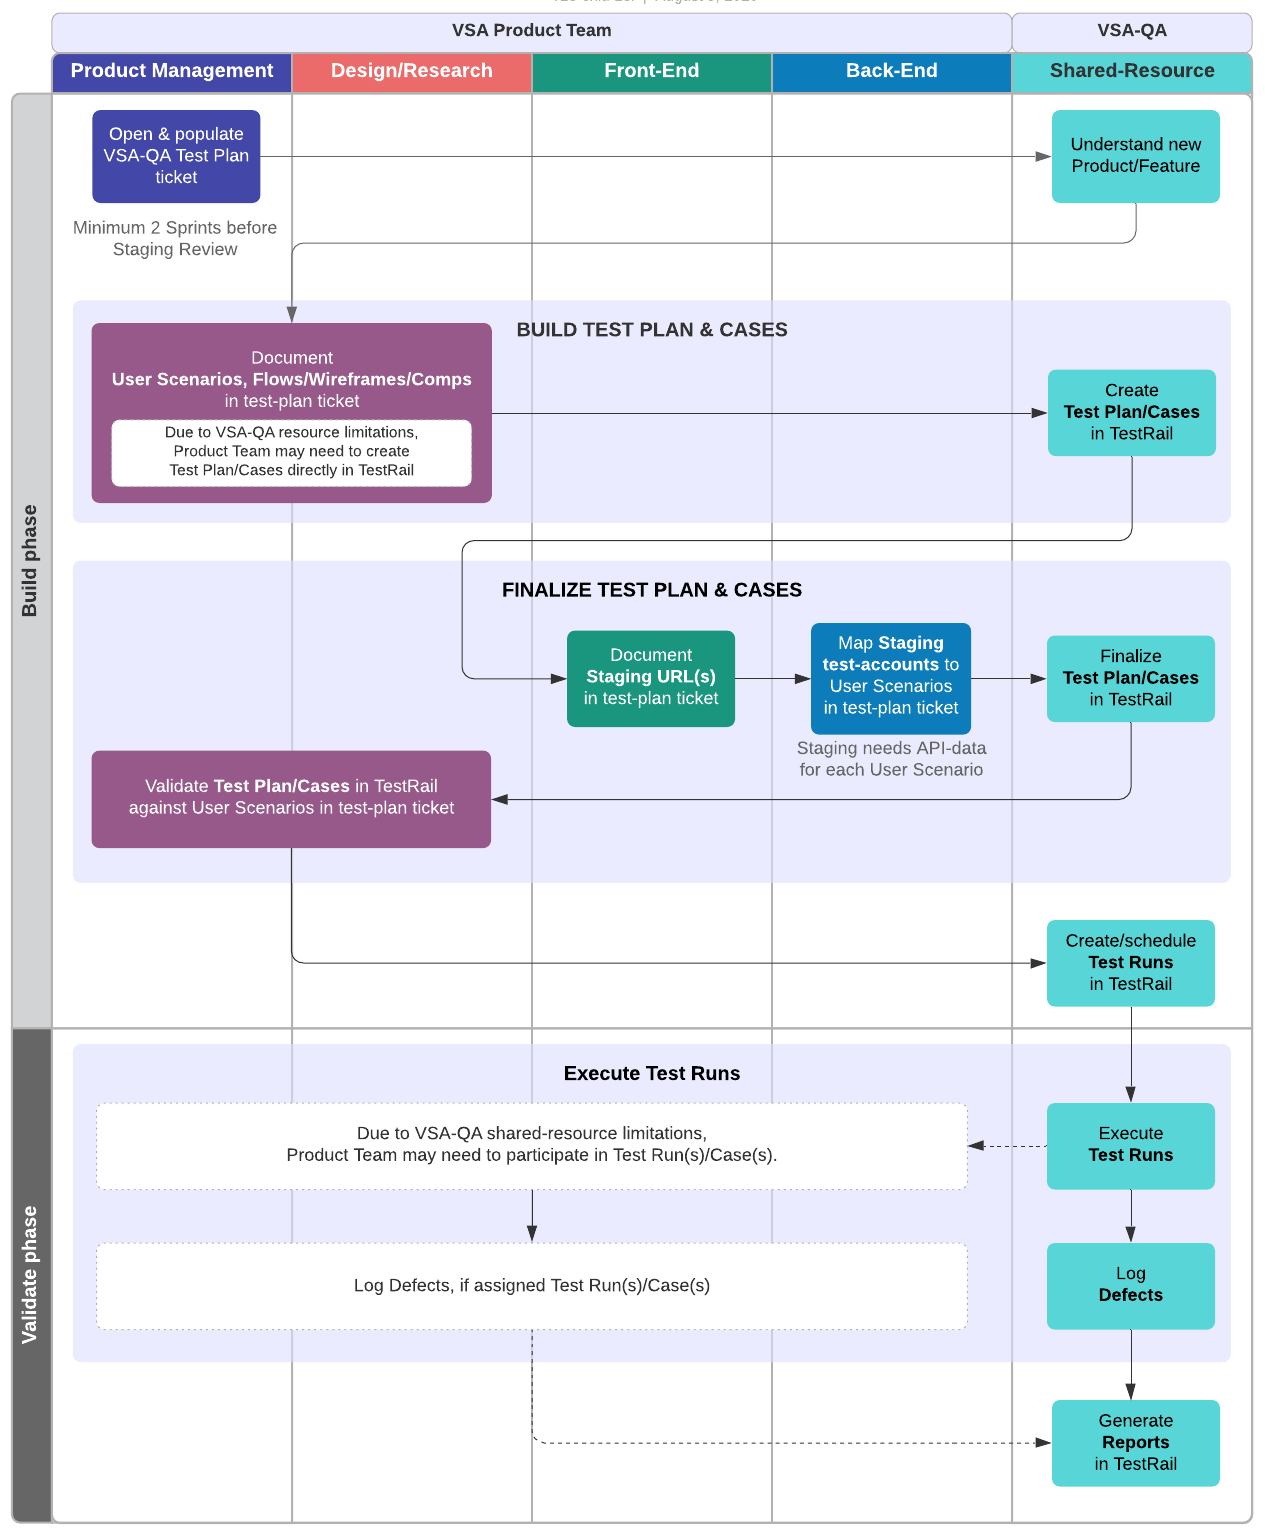 VSA Product Team
VSA-QA
Product Management
Design/Research
Front-End
Back-End
Shared-Resource
Build phase
Open & populate
VSA-QA Test Plan
ticket
Understand new
Product/Feature
Minimum 2 Sprints before
Staging Review
BUILD TEST PLAN & CASES
Document
User Scenarios, Flows/Wireframes/Comps
in test-plan ticket
Due to VSA-QA resource limitations,
Product Team may need to create
Test Plan/Cases directly in TestRail
Create
Test Plan/Cases
in TestRail
FINALIZE TEST PLAN & CASES
Document
Staging URL(s)
in test-plan ticket
Map Staging
test-accounts to
User Scenarios
in test-plan ticket
Staging needs API-data
for each User Scenario
Finalize
Test Plan/Cases
in TestRail
Validate Test Plan/Cases in TestRail
against User Scenarios in test-plan ticket
Create/schedule
Test Runs
in TestRail
Validate phase
Execute Test Runs
Due to VSA-QA shared-resource limitations,
Product Team may need to participate in Test Run(s)/Case(s).
Execute
Test Runs
Log Defects, if assigned Test Run(s)/Case(s)
Log
Defects
Generate
Reports
in TestRail